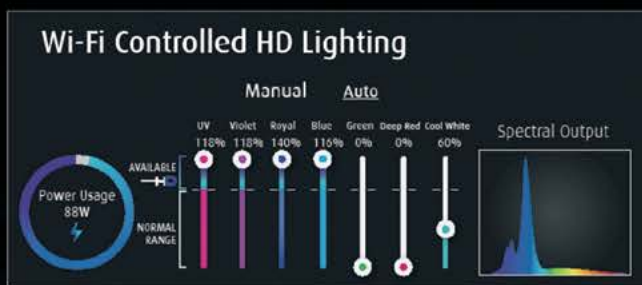 Wi-Fi Controlled HD Lighting
Manual Auto
UV Violet Royal Blue Green Deep Red Cool White
118% 118% 140% 116% 0% 0% 60%
Spectral Output
AVAILABLE
Power Usage
88W
NORMAL
RANGE